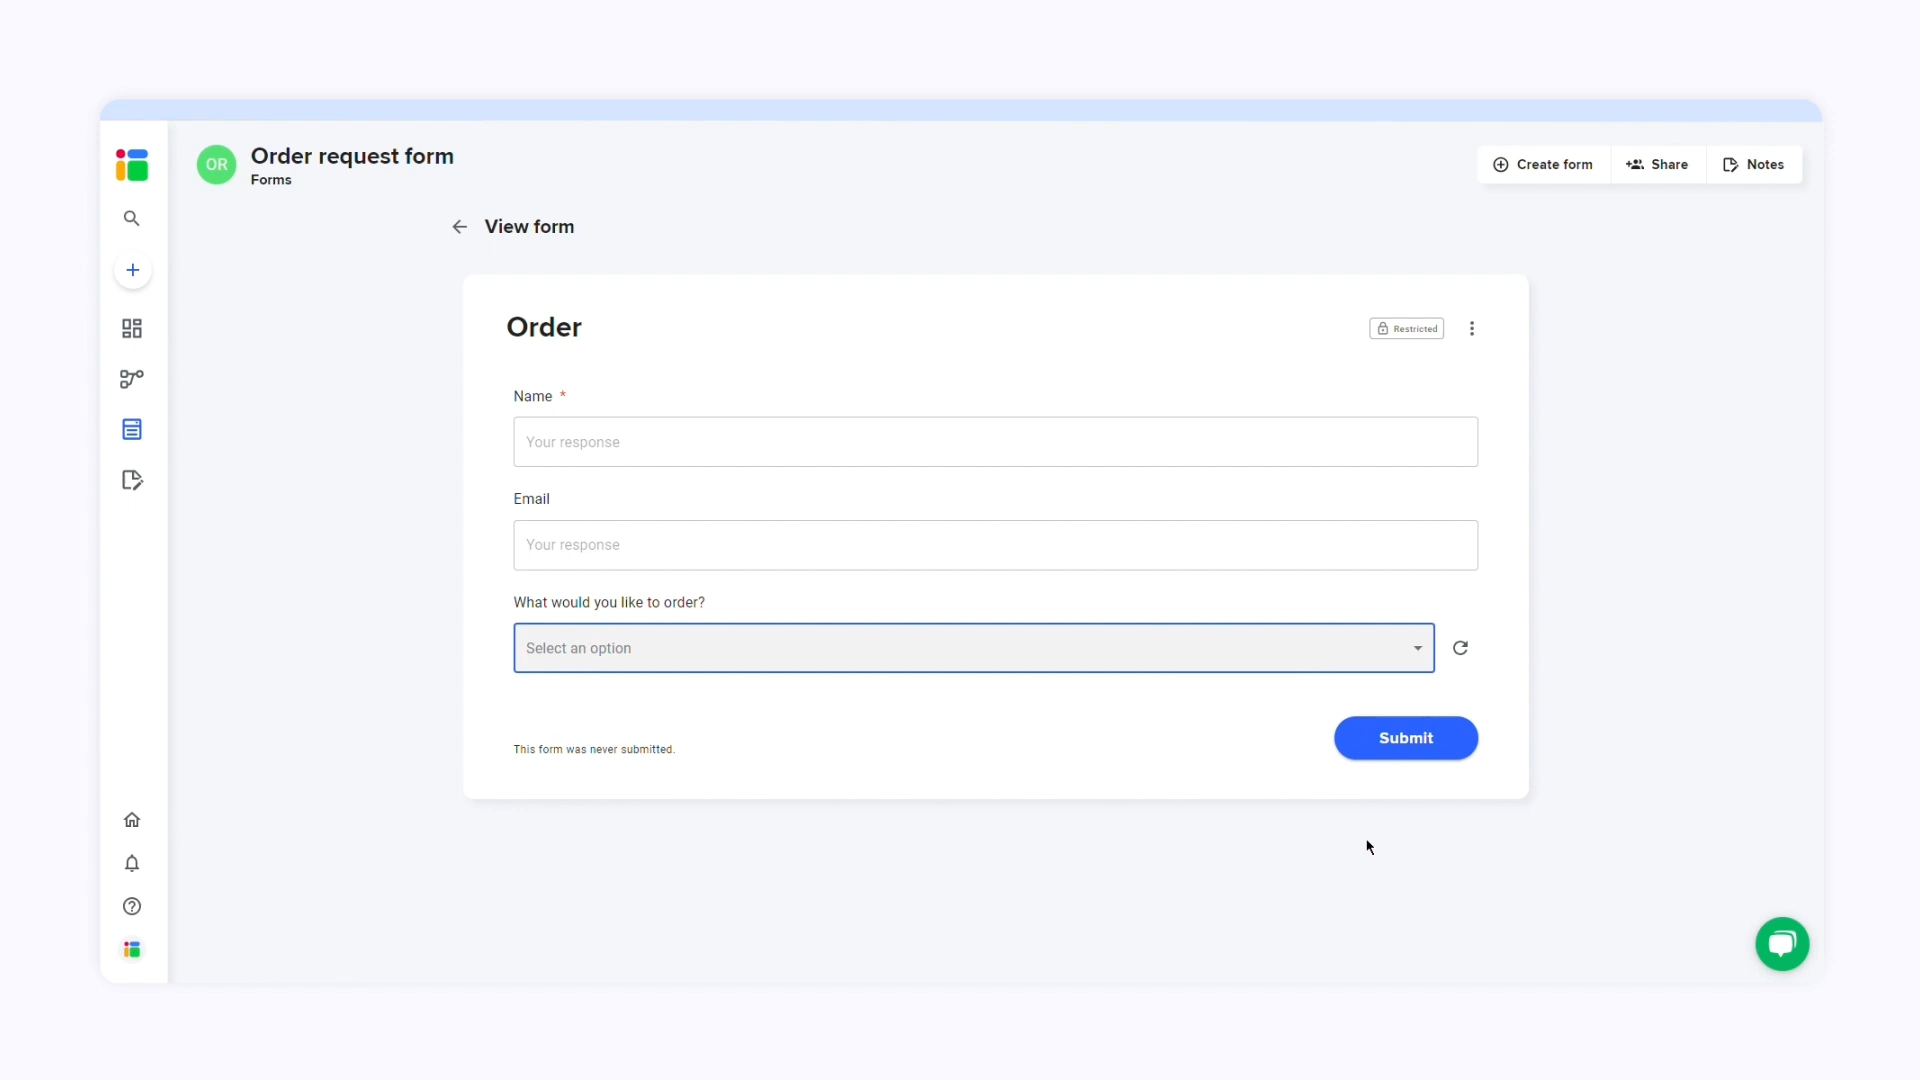 OR
Order request form
Forms
Create form
Share
Notes
View form
Order
Restricted
Name *
Your response
Email
Your response
What would you like to order?
Select an option
This form was never submitted.
Submit